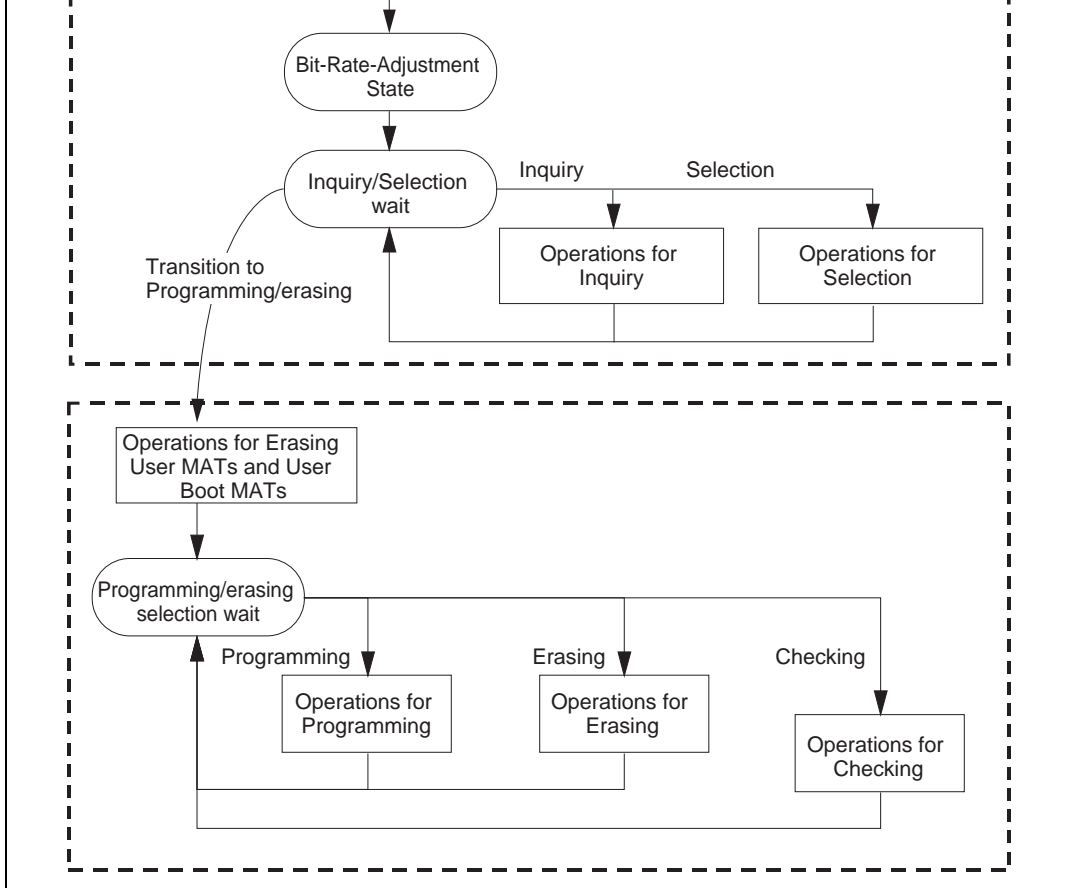 Bit-Rate-Adjustment
State
Inquiry/Selection
wait
Inquiry
Selection
Operations for
Inquiry
Operations for
Selection
Transition to
Programming/erasing
Operations for Erasing
User MATs and User
Boot MATs
Programming/erasing
selection wait
Programming
Erasing
Checking
Operations for
Programming
Operations for
Erasing
Operations for
Checking